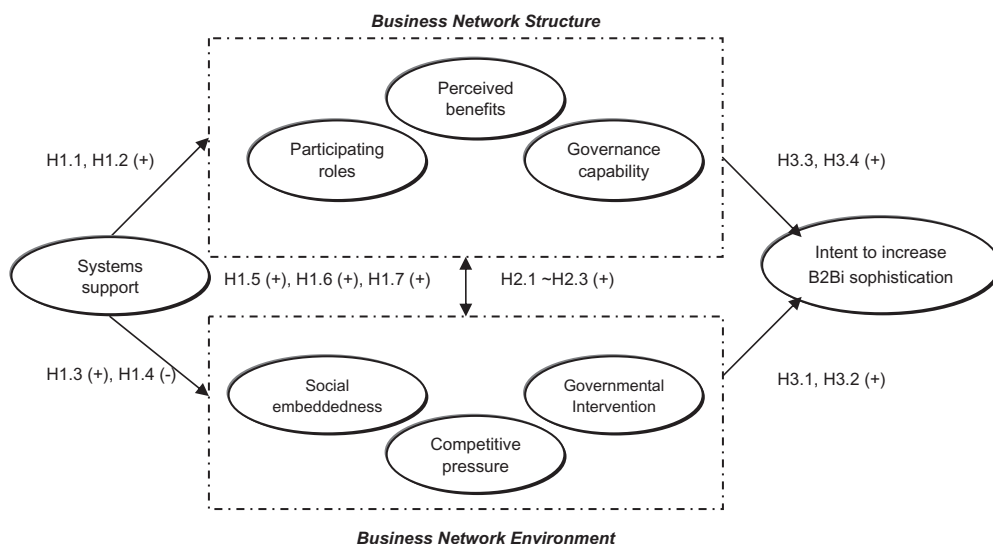 Business Network Structure
Perceived
benefits
Participating
roles
Governance
capability
H1.1, H1.2 (+)
H3.3, H3.4 (+)
Systems
support
H1.5 (+), H1.6 (+), H1.7 (+)
H2.1 ~H2.3 (+)
Intent to increase
B2Bi sophistication
H1.3 (+), H1.4 (-)
H3.1, H3.2 (+)
Social
embeddedness
Governmental
Intervention
Competitive
pressure
Business Network Environment